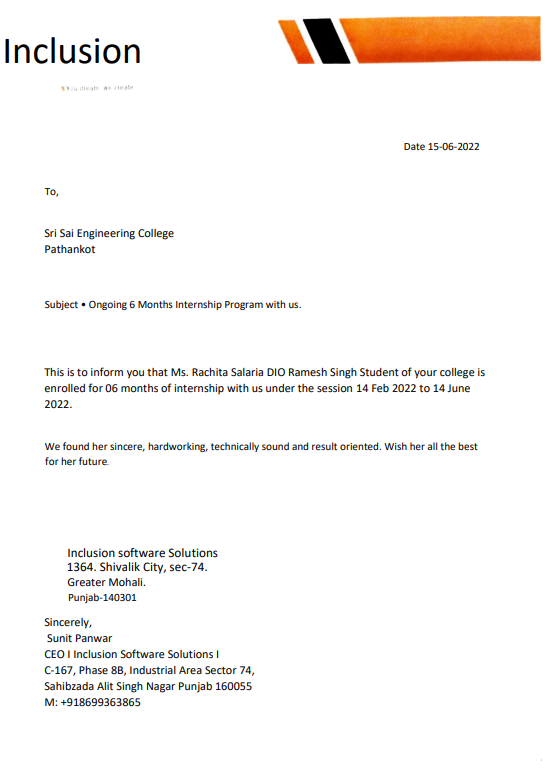 Inclusion
You dream we create
Date 15-06-2022
To,
Sri Sai Engineering College
Pathankot
Subject • Ongoing 6 Months Internship Program with us.
This is to inform you that Ms. Rachita Salaria DIO Ramesh Singh Student of your college is
enrolled for 06 months of internship with us under the session 14 Feb 2022 to 14 June
2022.
We found her sincere, hardworking, technically sound and result oriented. Wish her all the best
for her future.
Inclusion software Solutions
1364. Shivalik City, sec-74.
Greater Mohali.
Punjab-140301
Sincerely,
Sunit Panwar
CEO I Inclusion Software Solutions I
C-167, Phase 8B, Industrial Area Sector 74,
Sahibzada Alit Singh Nagar Punjab 160055
M: +918699363865